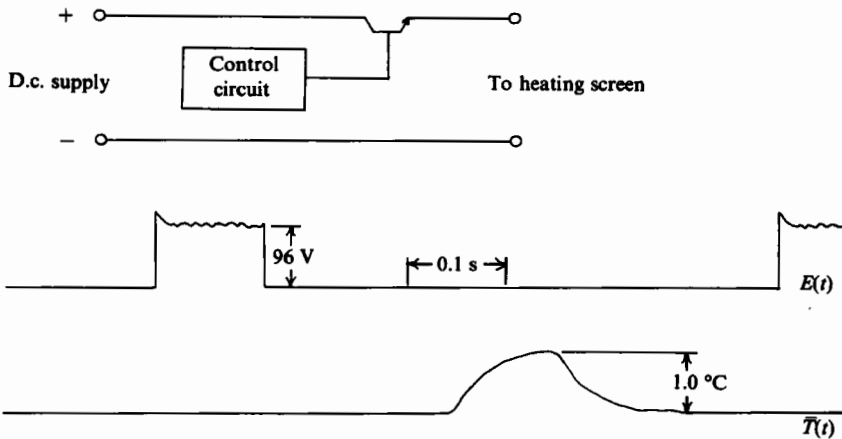 +
Control
circuit
D.c. supply
To heating screen
−
96 V
0.1 s
E(t)
1.0 °C
T̅(t)